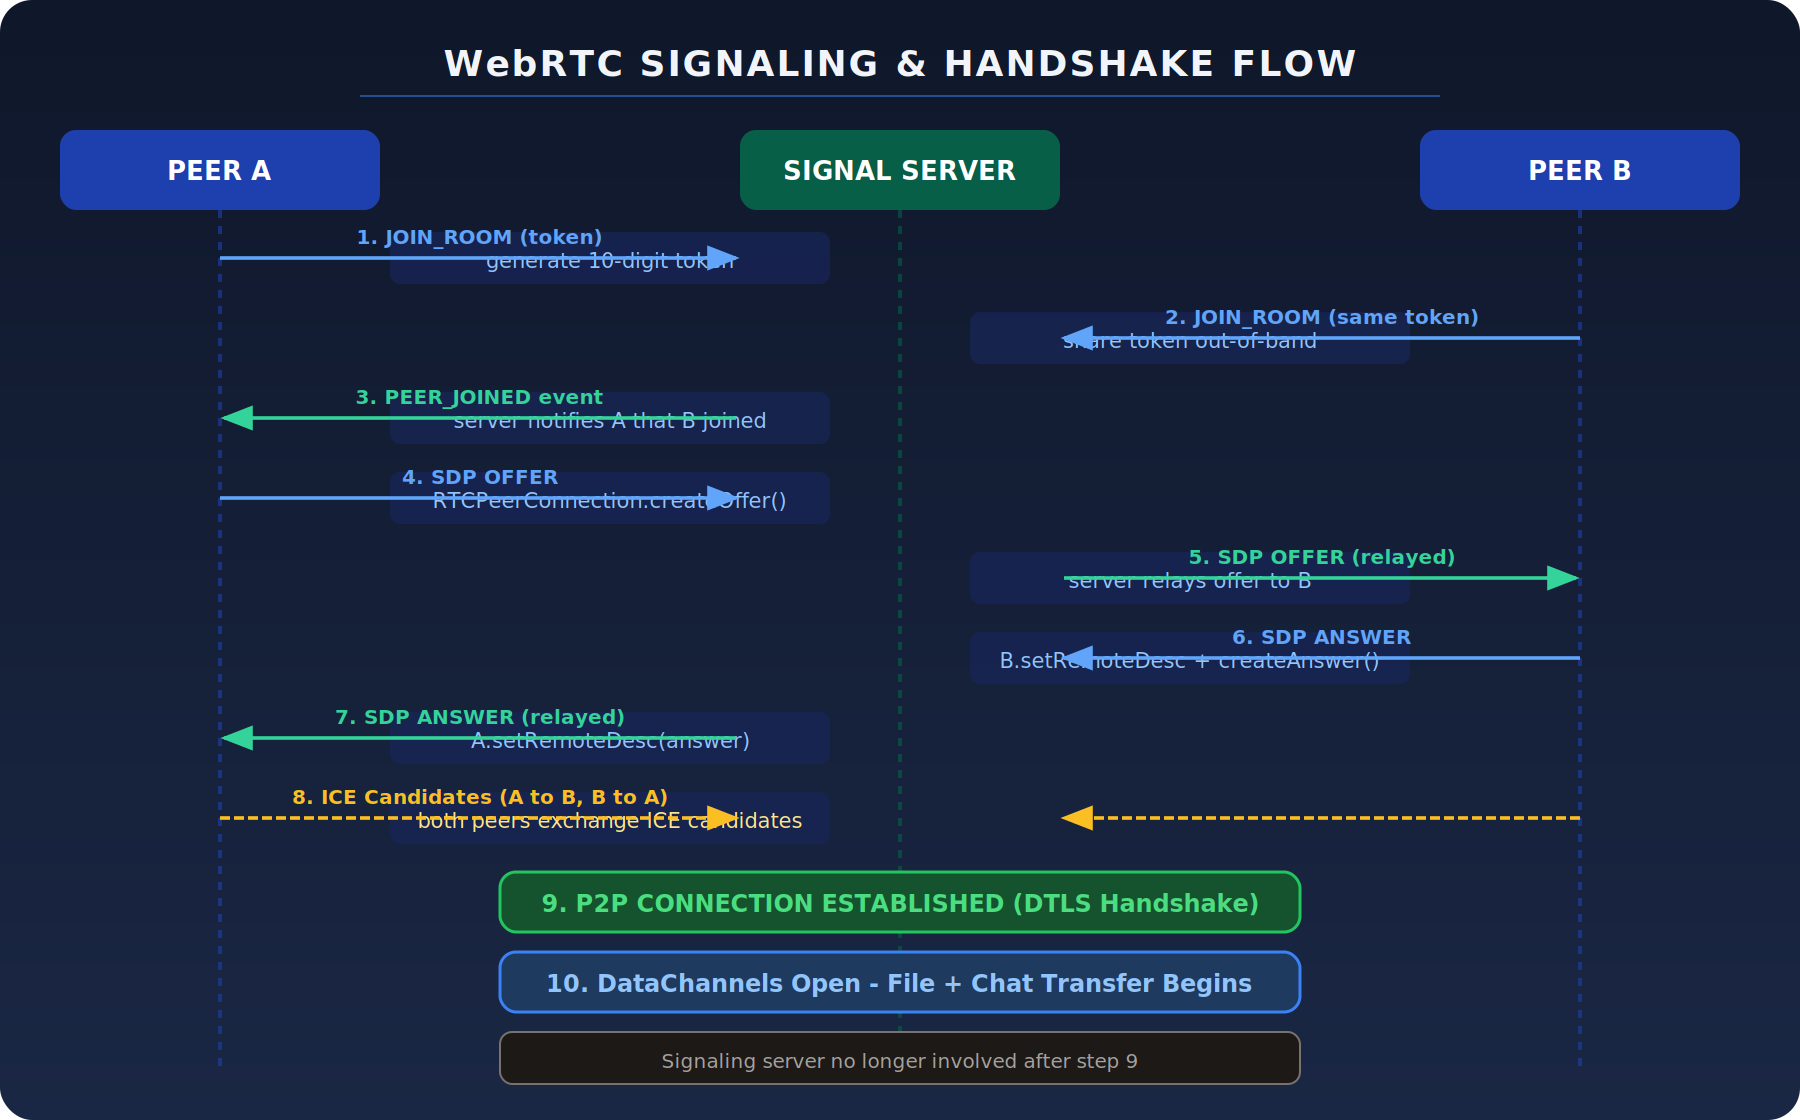 WebRTC SIGNALING & HANDSHAKE FLOW
PEER A
SIGNAL SERVER
PEER B
1. JOIN_ROOM (token)
generate 10-digit token
2. JOIN_ROOM (same token)
share token out-of-band
3. PEER_JOINED event
server notifies A that B joined
4. SDP OFFER
RTCPeerConnection.createOffer()
5. SDP OFFER (relayed)
server relays offer to B
6. SDP ANSWER
B.setRemoteDesc + createAnswer()
7. SDP ANSWER (relayed)
A.setRemoteDesc(answer)
8. ICE Candidates (A to B, B to A)
both peers exchange ICE candidates
9. P2P CONNECTION ESTABLISHED (DTLS Handshake)
10. DataChannels Open - File + Chat Transfer Begins
Signaling server no longer involved after step 9